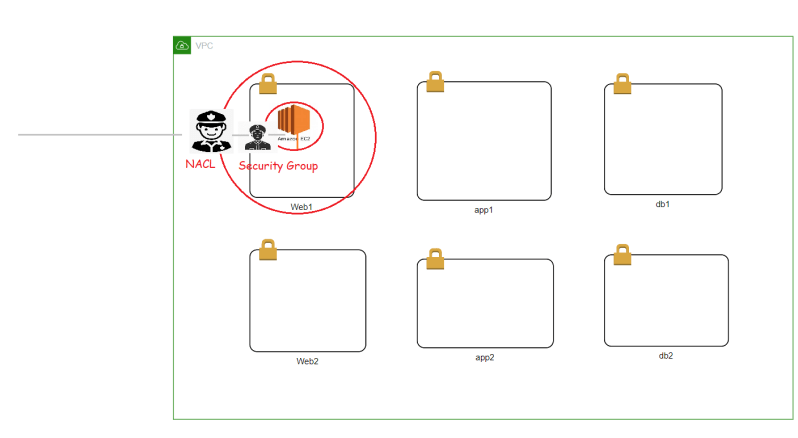 VPC
Amazon EC2
NACL
Security Group
Web1
app1
db1
Web2
app2
db2